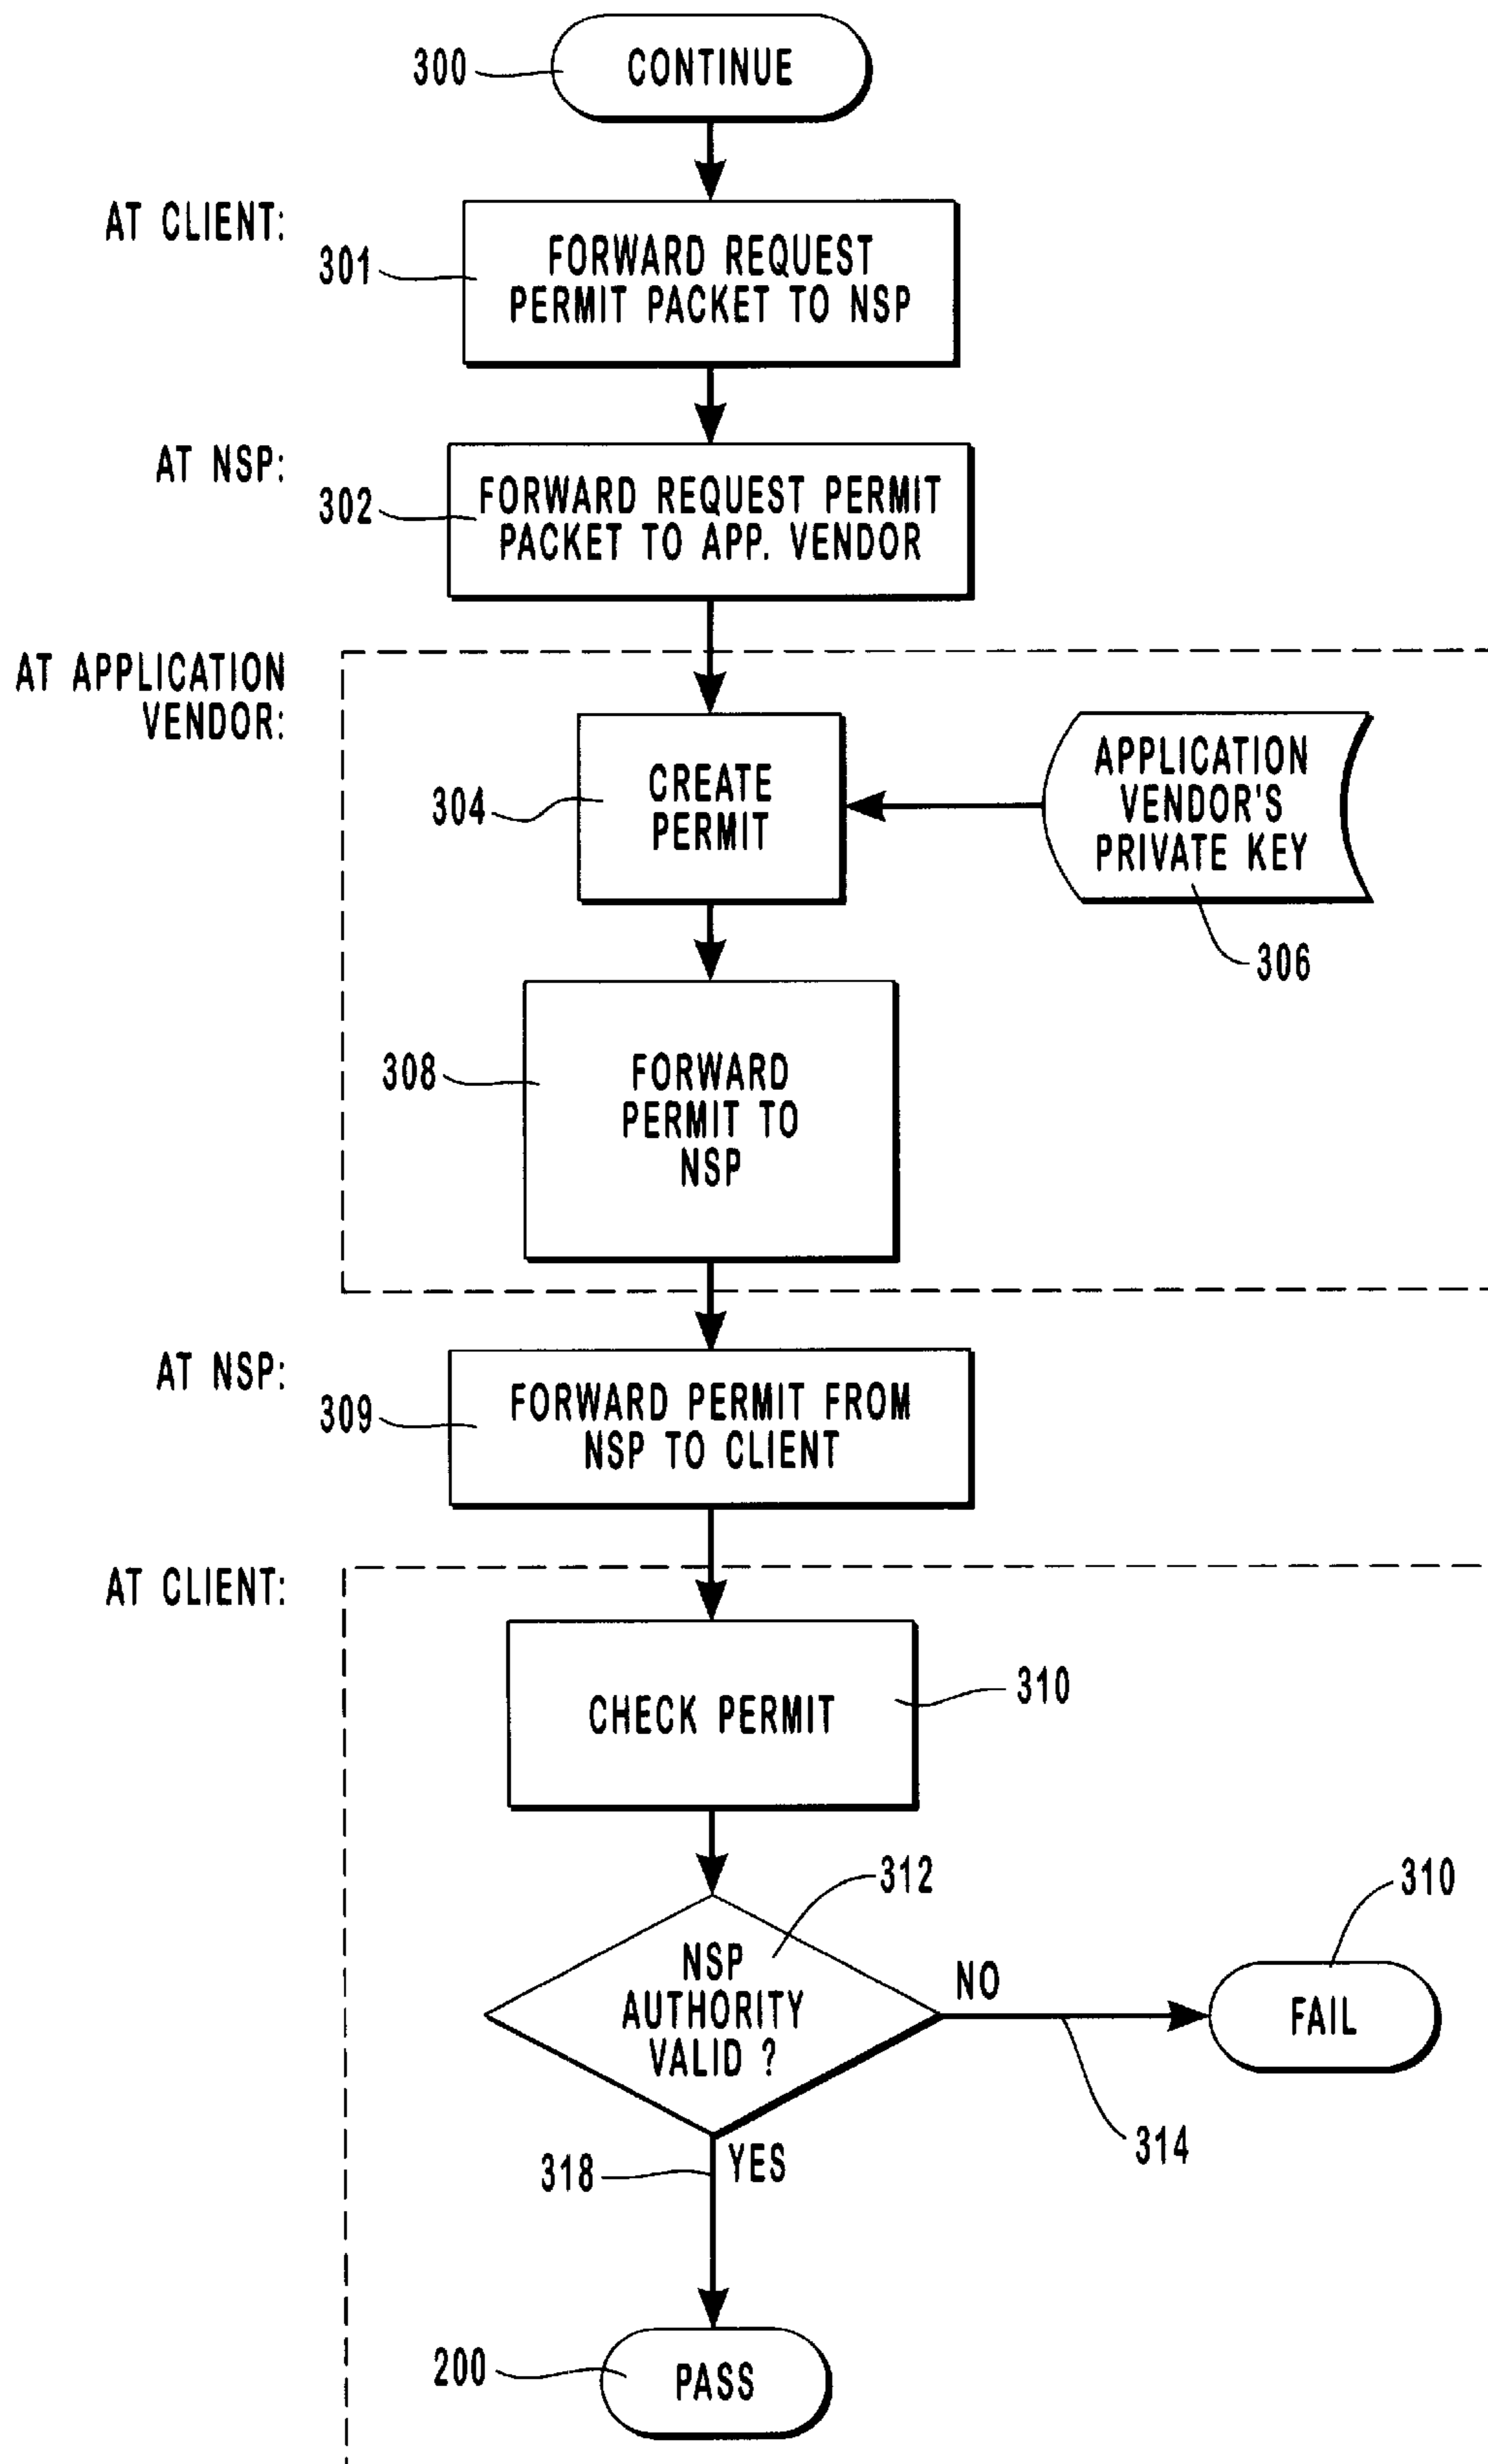 300
CONTINUE
AT CLIENT:
301
FORWARD REQUEST
PERMIT PACKET TO NSP
AT NSP:
302
FORWARD REQUEST PERMIT
PACKET TO APP. VENDOR
AT APPLICATION
VENDOR:
304
CREATE
PERMIT
APPLICATION
VENDOR'S
PRIVATE KEY
306
308
FORWARD
PERMIT TO
NSP
AT NSP:
309
FORWARD PERMIT FROM
NSP TO CLIENT
AT CLIENT:
CHECK PERMIT
310
312
NSP
AUTHORITY
VALID ?
NO
310
FAIL
314
318
YES
200
PASS